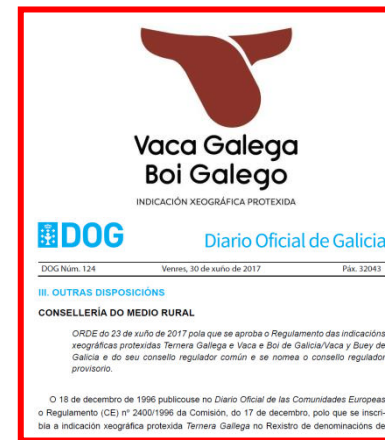 Vaca Galega
Boi Galego
INDICACIÓN XEOGRÁFICA PROTEXIDA
DOG
Diario Oficial de Galicia
DOG Núm. 124 Venres, 30 de xuño de 2017 Páx. 32043
III. OUTRAS DISPOSICIÓNS
CONSELLERÍA DO MEDIO RURAL
ORDE do 23 de xuño de 2017 pola que se aproba o Regulamento das indicacións
xeográficas protexidas Ternera Gallega e Vaca e Boi de Galicia/Vaca y Buey de
Galicia e do seu consello regulador común e se nomea o consello regulador
provisorio.
O 18 de decembro de 1996 publicouse no Diario Oficial de las Comunidades Europeas
o Regulamento (CE) nº 2400/1996 da Comisión, do 17 de decembro, polo que se inscri-
bía a indicación xeográfica protexida Ternera Gallega no Rexistro de denominacións de